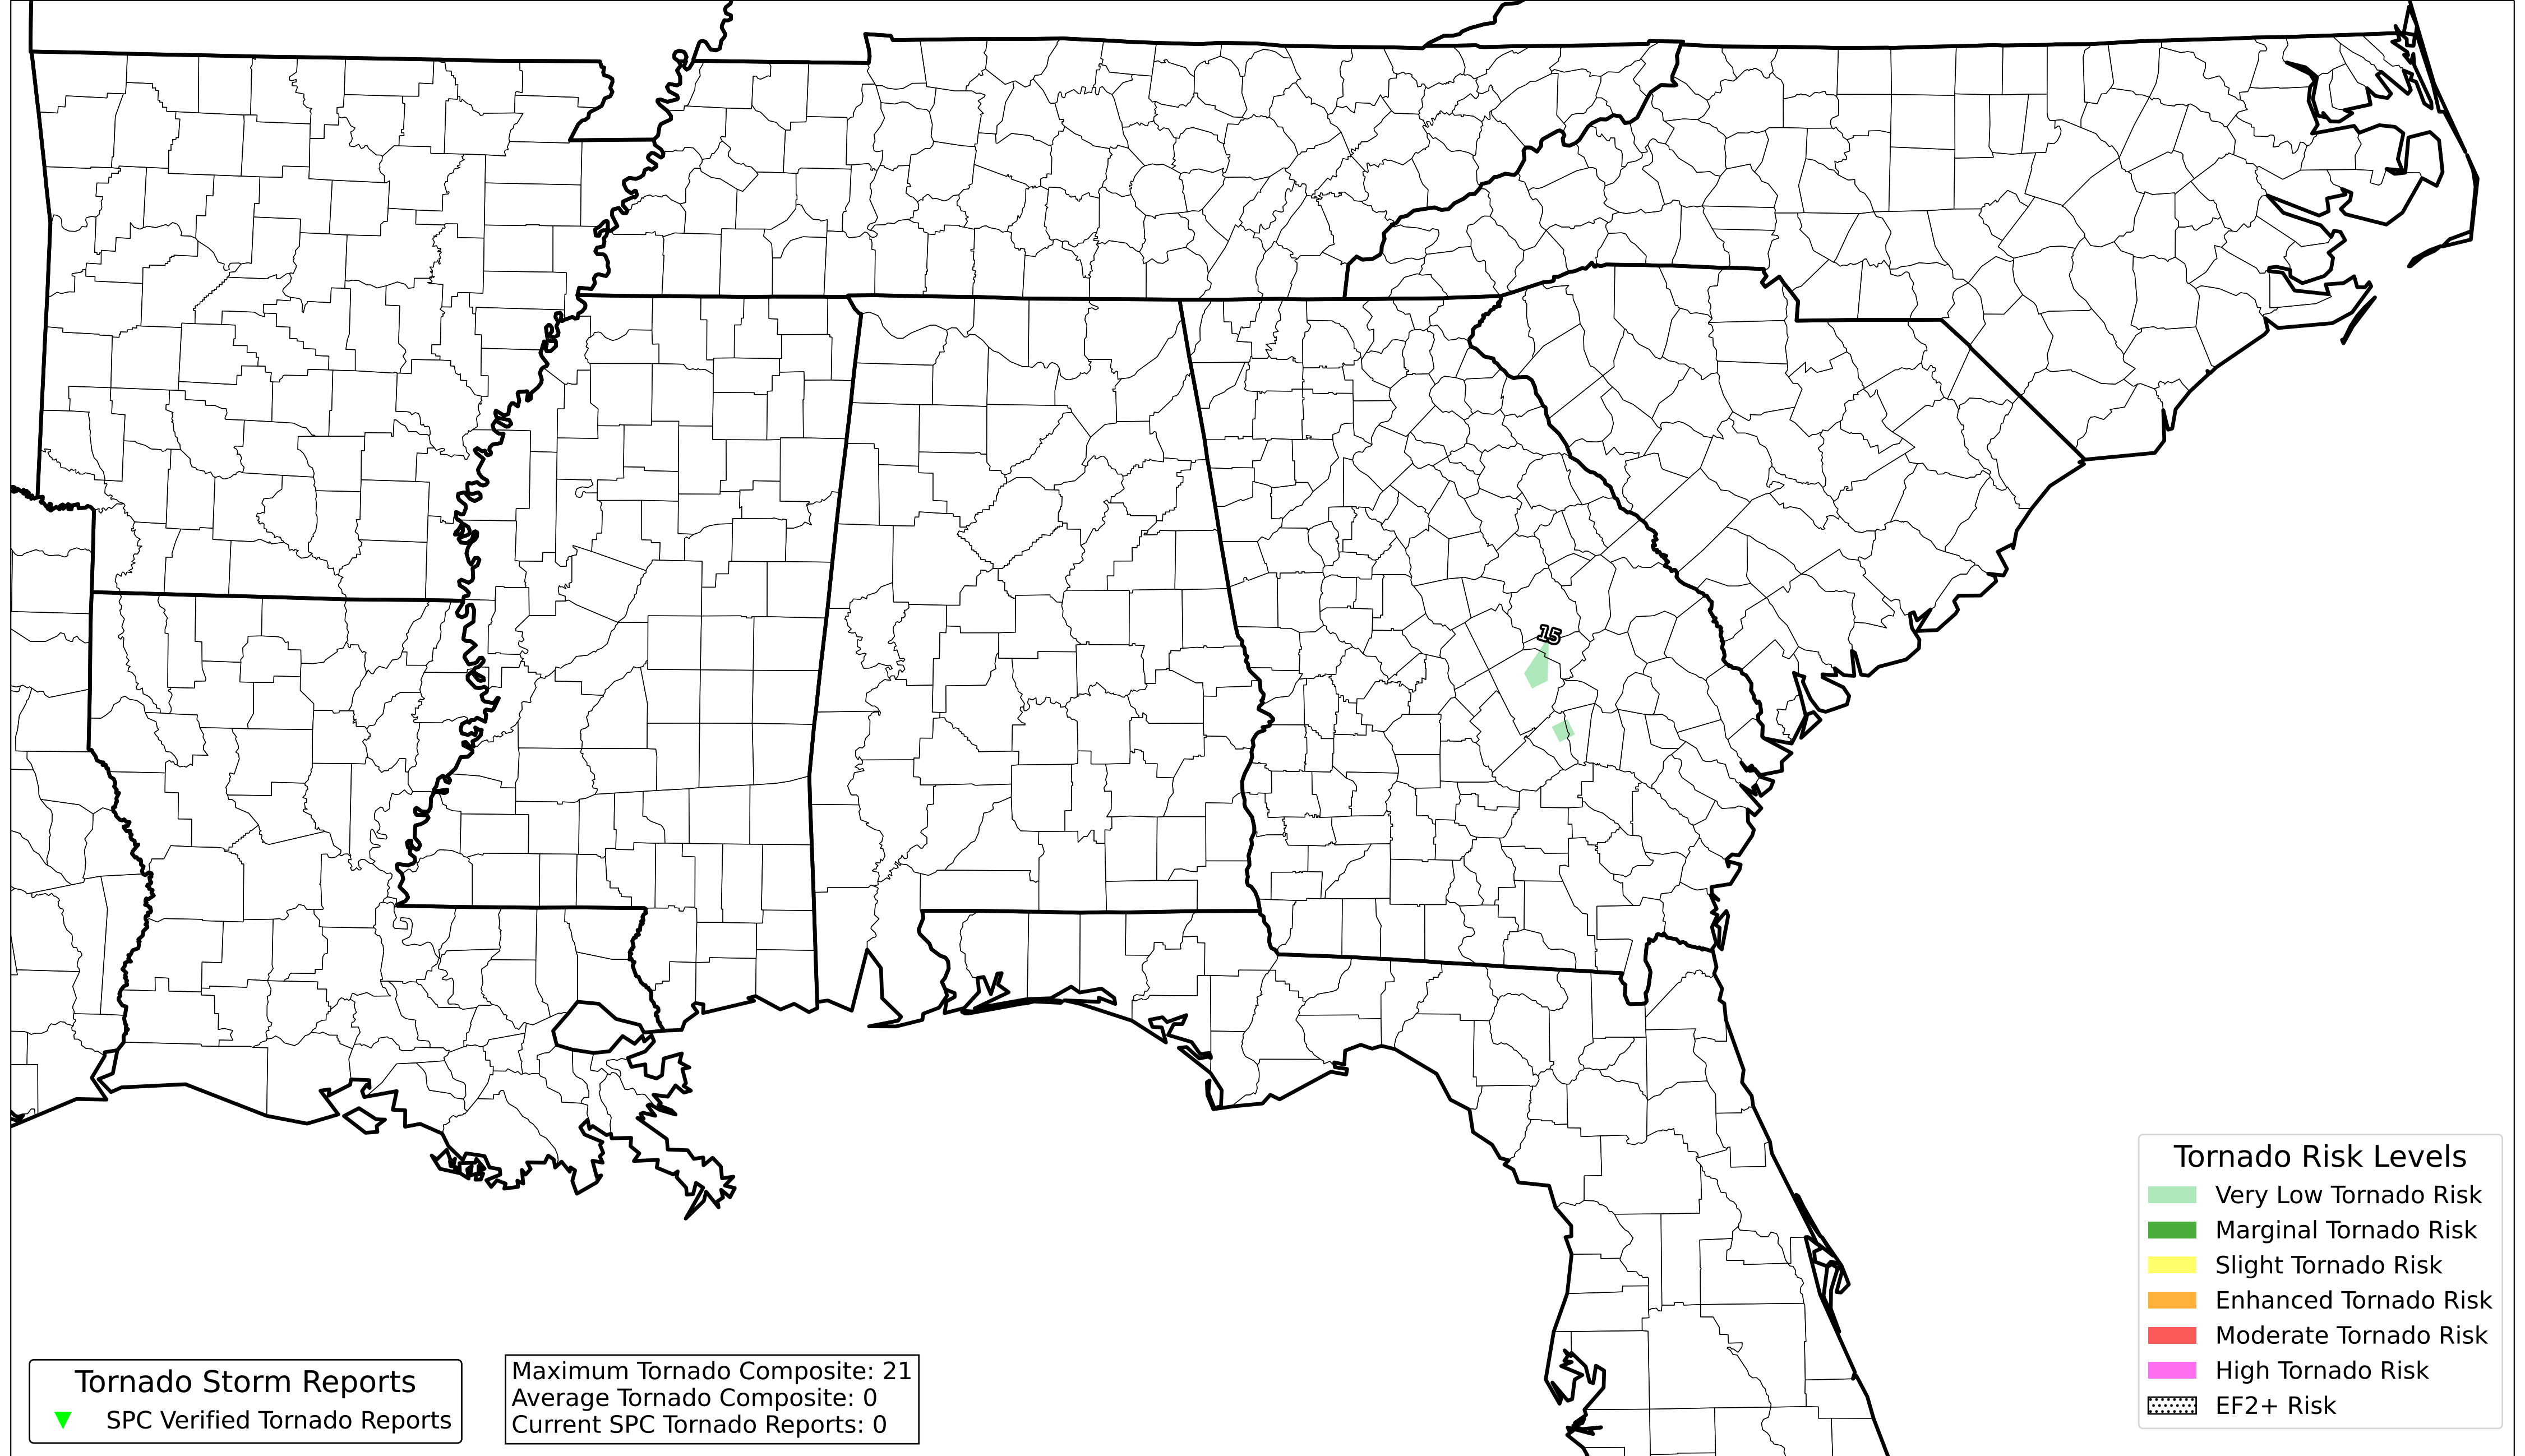 15
Tornado Risk Levels
Very Low Tornado Risk
Marginal Tornado Risk
Slight Tornado Risk
Enhanced Tornado Risk
Moderate Tornado Risk
High Tornado Risk
EF2+ Risk
Tornado Storm Reports
SPC Verified Tornado Reports
Maximum Tornado Composite: 21
Average Tornado Composite: 0
Current SPC Tornado Reports: 0